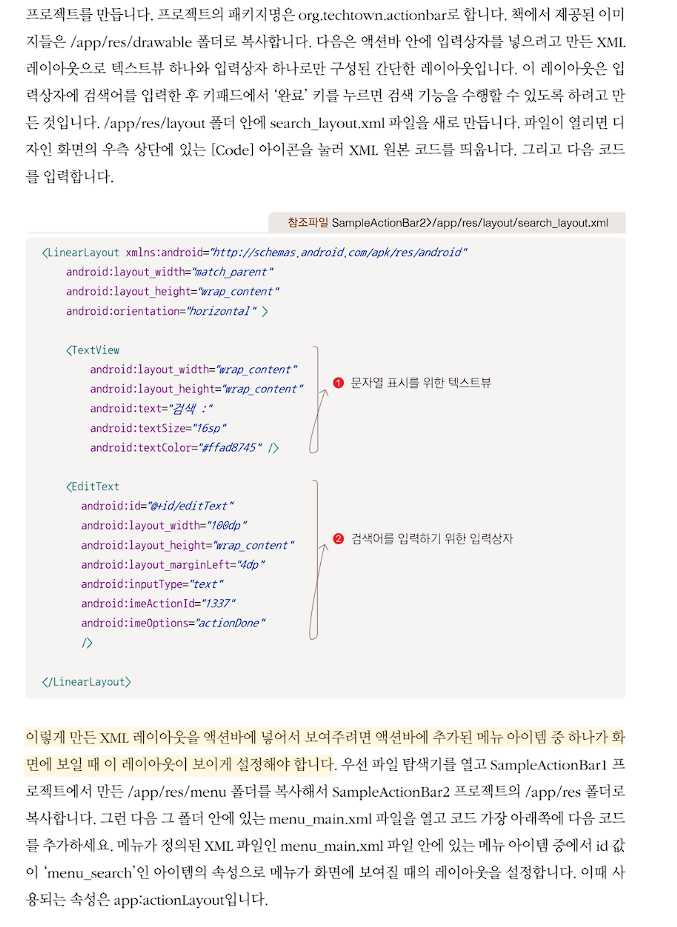 프로젝트를 만듭니다. 프로젝트의 패키지명은 org.techtown.actionbar로 합니다. 책에서 제공된 이미
지들은 /app/res/drawable 폴더로 복사합니다. 다음은 액션바 안에 입력상자를 넣으려고 만든 XML
레이아웃으로 텍스트뷰 하나와 입력상자 하나로만 구성된 간단한 레이아웃입니다. 이 레이아웃은 입
력상자에 검색어를 입력한 후 키패드에서 ‘완료’ 키를 누르면 검색 기능을 수행할 수 있도록 하려고 만
든 것입니다. /app/res/layout 폴더 안에 search_layout.xml 파일을 새로 만듭니다. 파일이 열리면 디
자인 화면의 우측 상단에 있는 [Code] 아이콘을 눌러 XML 원본 코드를 띄웁니다. 그리고 다음 코드
를 입력합니다.
참조파일 SampleActionBar2>/app/res/layout/search_layout.xml
<LinearLayout xmlns:android="http://schemas.android.com/apk/res/android"
android:layout_width="match_parent"
android:layout_height="wrap_content"
android:orientation="horizontal" >
<TextView
android:layout_width="wrap_content"
android:layout_height="wrap_content"
❶ 문자열 표시를 위한 텍스트뷰
android:text="검색 :"
android:textSize="16sp"
android:textColor="#ffad8745" />
<EditText
android:id="@+id/editText"
android:layout_width="100dp"
android:layout_height="wrap_content"
❷ 검색어를 입력하기 위한 입력상자
android:layout_marginLeft="4dp"
android:inputType="text"
android:imeActionId="1337"
android:imeOptions="actionDone"
/>
</LinearLayout>
이렇게 만든 XML 레이아웃을 액션바에 넣어서 보여주려면 액션바에 추가된 메뉴 아이템 중 하나가 화
면에 보일 때 이 레이아웃이 보이게 설정해야 합니다. 우선 파일 탐색기를 열고 SampleActionBar1 프
로젝트에서 만든 /app/res/menu 폴더를 복사해서 SampleActionBar2 프로젝트의 /app/res 폴더로
복사합니다. 그런 다음 그 폴더 안에 있는 menu_main.xml 파일을 열고 코드 가장 아래쪽에 다음 코드
를 추가하세요. 메뉴가 정의된 XML 파일인 menu_main.xml 파일 안에 있는 메뉴 아이템 중에서 id 값
이 ‘menu_search’인 아이템의 속성으로 메뉴가 화면에 보여질 때의 레이아웃을 설정합니다. 이때 사
용되는 속성은 app:actionLayout입니다.